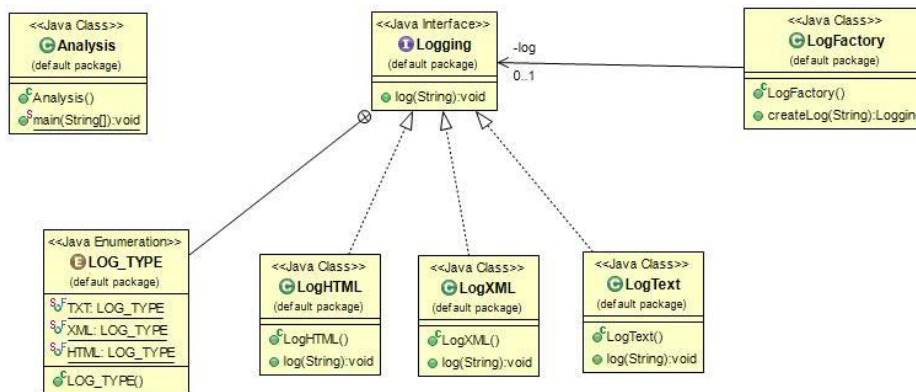 <<Java Class>>
Analysis
(default package)
Analysis()
main(String[]):void
<<Java Interface>>
Logging
(default package)
log(String):void
-log
0..1
<<Java Class>>
LogFactory
(default package)
LogFactory()
createLog(String):Logging
<<Java Enumeration>>
LOG_TYPE
(default package)
TXT: LOG_TYPE
XML: LOG_TYPE
HTML: LOG_TYPE
LOG_TYPE()
<<Java Class>>
LogHTML
(default package)
LogHTML()
log(String):void
<<Java Class>>
LogXML
(default package)
LogXML()
log(String):void
<<Java Class>>
LogText
(default package)
LogText()
log(String):void